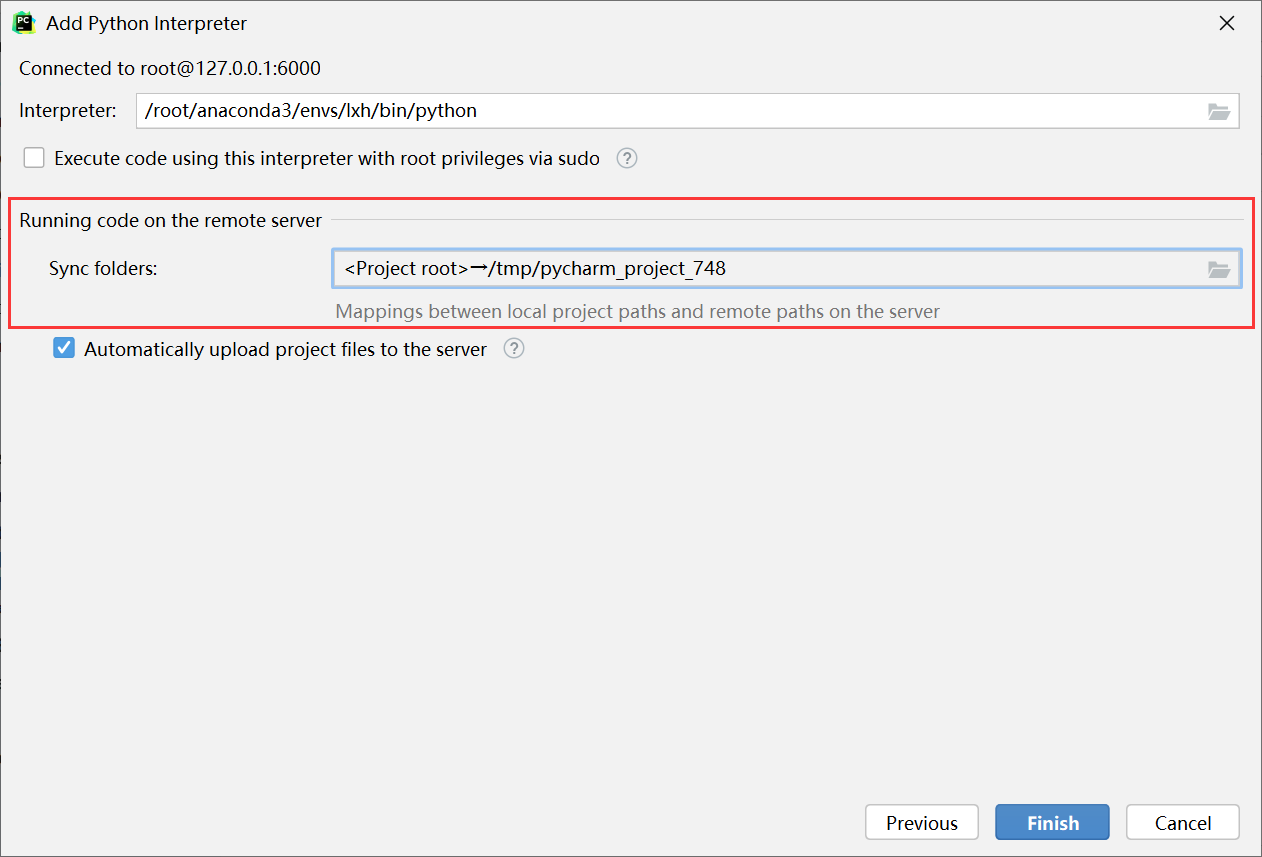 PC
Add Python Interpreter
Connected to root@127.0.0.1:6000
Interpreter: /root/anaconda3/envs/lxh/bin/python
Execute code using this interpreter with root privileges via sudo ?
Running code on the remote server
Sync folders: <Project root>→/tmp/pycharm_project_748
Mappings between local project paths and remote paths on the server
Automatically upload project files to the server ?
Previous Finish Cancel